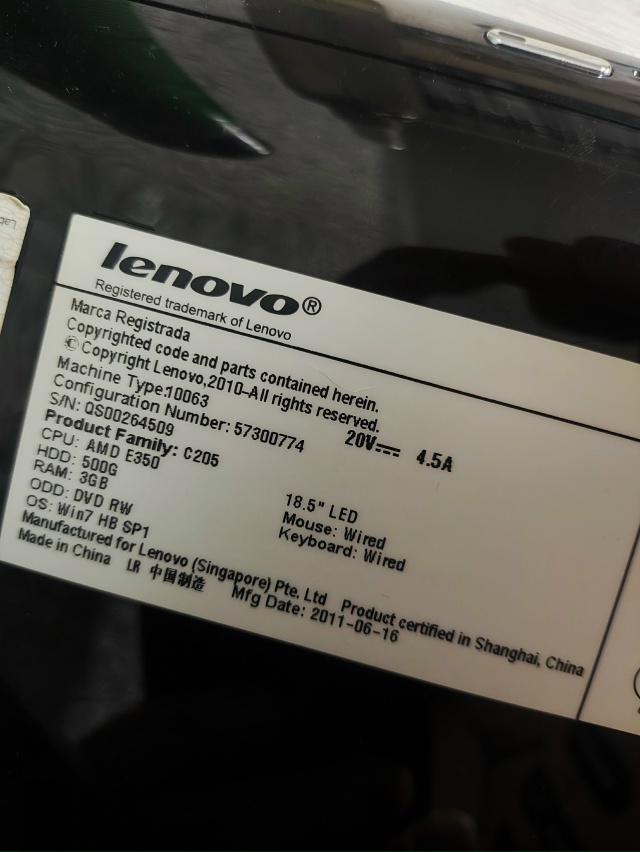 lenovo®
Registered trademark of Lenovo
Marca Registrada
Copyrighted code and parts contained herein.
© Copyright Lenovo,2010-All rights reserved.
Machine Type:10063
Configuration Number: 57300774
20V⎓ 4.5A
S/N: QS00264509
Product Family: C205
CPU: AMD E350
HDD: 500G
18.5" LED
RAM: 3GB
Mouse: Wired
ODD: DVD RW
Keyboard: Wired
OS: Win7 HB SP1
Manufactured for Lenovo (Singapore) Pte. Ltd Product certified in Shanghai, China
Made in China LR 中国制造 Mfg Date: 2011-06-16